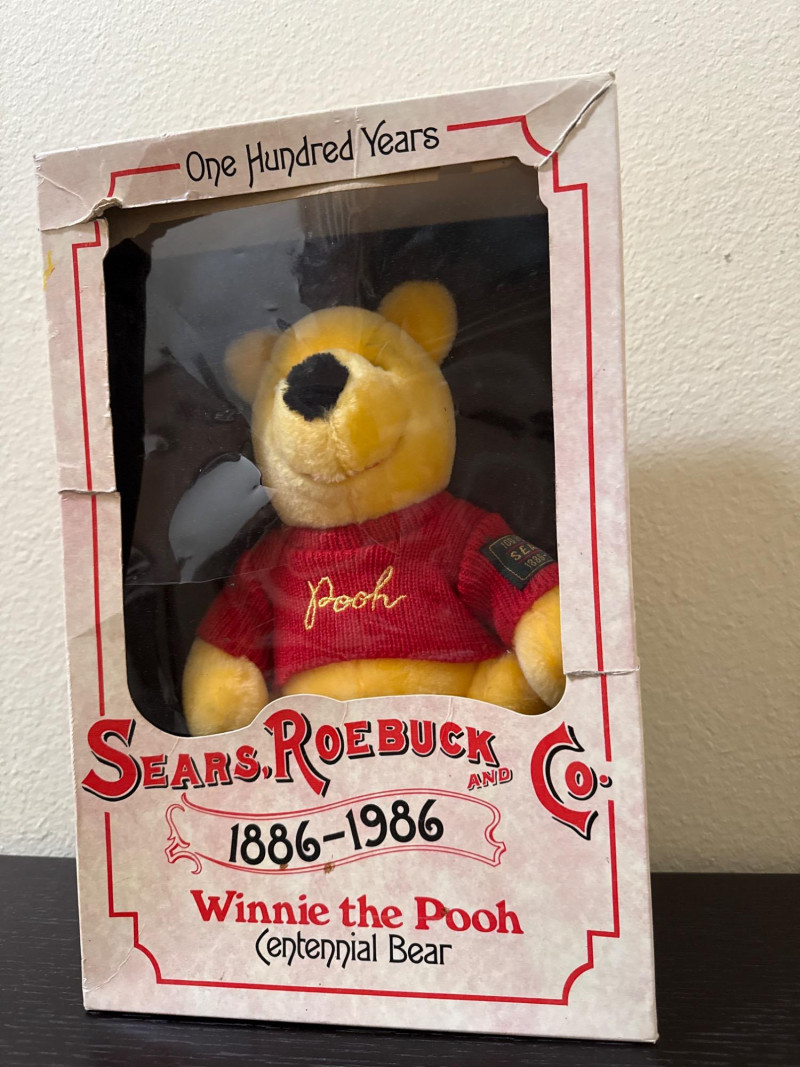 One Hundred Years
Pooh
SEARS, ROEBUCK AND Co.
1886-1986
Winnie the Pooh
Centennial Bear